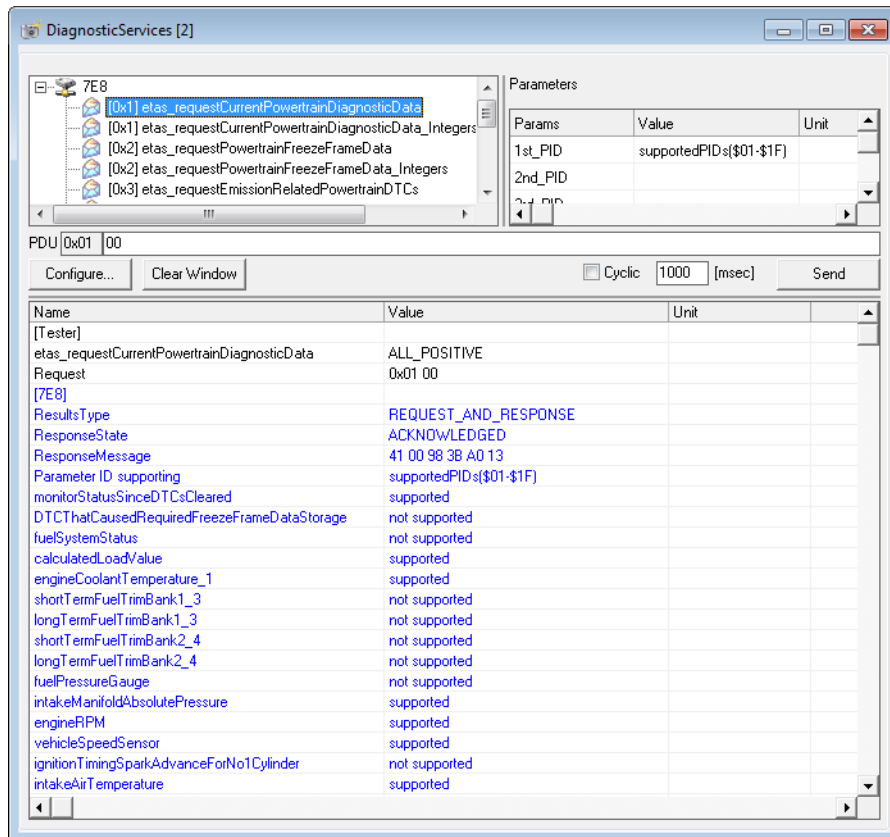 DiagnosticServices [2]
7E8
[0x1] etas_requestCurrentPowertrainDiagnosticData
[0x1] etas_requestCurrentPowertrainDiagnosticData_Integers
[0x2] etas_requestPowertrainFreezeFrameData
[0x2] etas_requestPowertrainFreezeFrameData_Integers
[0x3] etas_requestEmissionRelatedPowertrainDTCs
Parameters
Params Value Unit
1st_PID supportedPIDs($01-$1F)
2nd_PID
3rd_PID
PDU 0x01 00
Configure... Clear Window Cyclic 1000 [msec] Send
Name Value Unit
[Tester]
etas_requestCurrentPowertrainDiagnosticData ALL_POSITIVE
Request 0x01 00
[7E8]
ResultsType REQUEST_AND_RESPONSE
ResponseState ACKNOWLEDGED
ResponseMessage 41 00 98 3B A0 13
Parameter ID supporting supportedPIDs($01-$1F)
monitorStatusSinceDTCsCleared supported
DTCThatCausedRequiredFreezeFrameDataStorage not supported
fuelSystemStatus not supported
calculatedLoadValue supported
engineCoolantTemperature_1 supported
shortTermFuelTrimBank1_3 not supported
longTermFuelTrimBank1_3 not supported
shortTermFuelTrimBank2_4 not supported
longTermFuelTrimBank2_4 not supported
fuelPressureGauge not supported
intakeManifoldAbsolutePressure supported
engineRPM supported
vehicleSpeedSensor supported
ignitionTimingSparkAdvanceForNo1Cylinder not supported
intakeAirTemperature supported